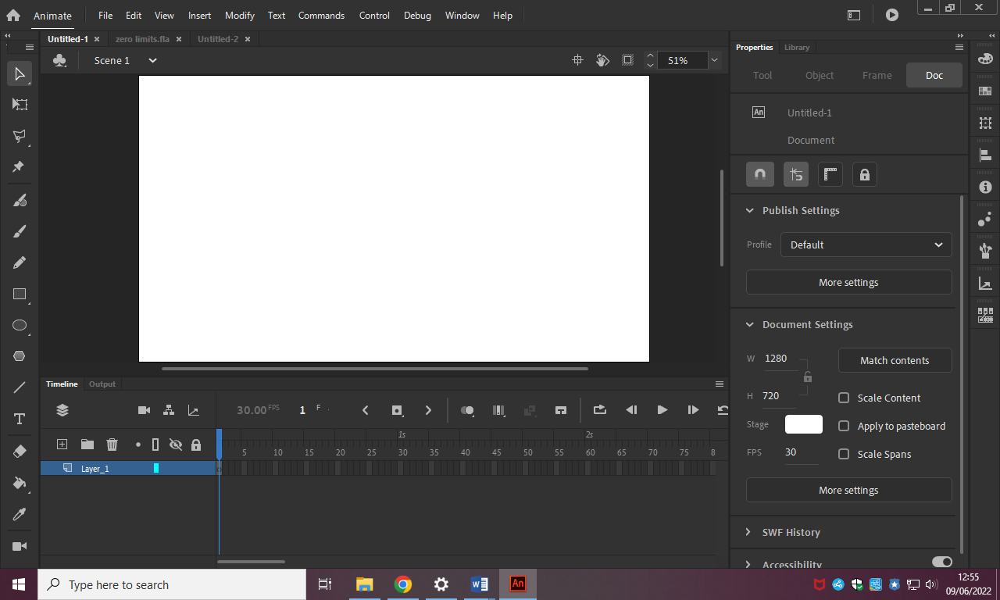 Animate File Edit View Insert Modify Text Commands Control Debug Window Help
Untitled-1 zero limits.fla Untitled-2
Scene 1 51%
Properties Library
Tool Object Frame Doc
An Untitled-1
Document
Publish Settings
Profile Default
More settings
Document Settings
W 1280 Match contents
H 720 Scale Content
Stage Apply to pasteboard
FPS 30 Scale Spans
More settings
SWF History
Accessibility
Timeline Output
30.00 FPS 1 F
1s 2s
5 10 15 20 25 30 35 40 45 50 55 60 65 70 75 8
Layer_1
Type here to search
An
12:55
09/06/2022